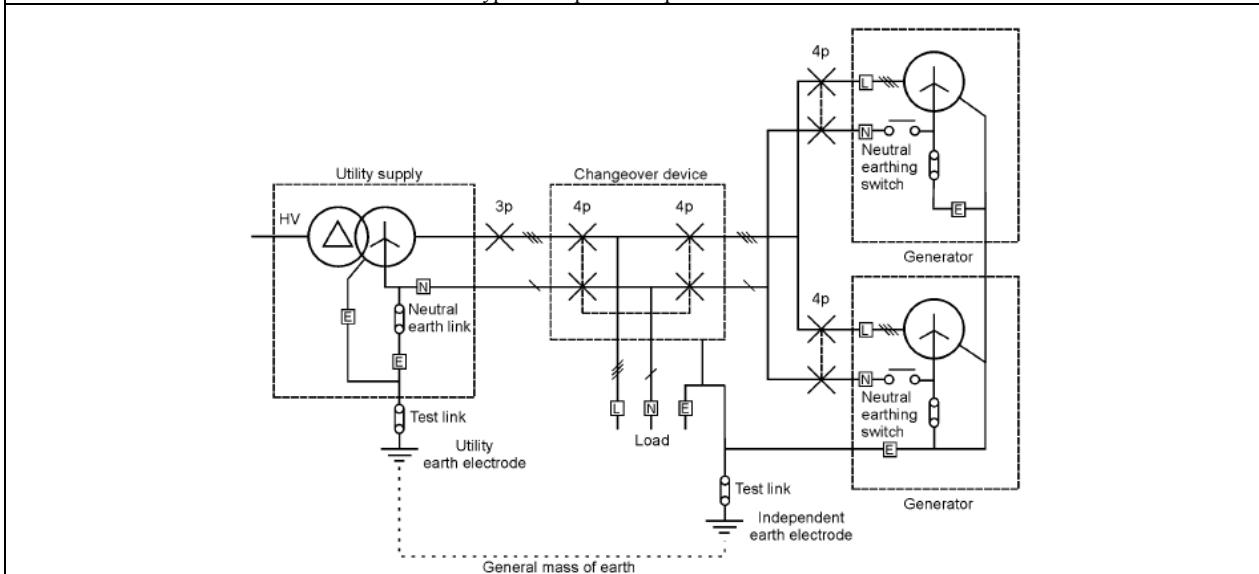 4p
L
N
Neutral
earthing
switch
E
Generator
Utility supply
HV
N
E
Neutral
earth link
E
Test link
Utility
earth electrode
3p
Changeover device
4p
4p
L
N
E
Load
4p
L
N
Neutral
earthing
switch
E
Generator
Test link
Independent
earth electrode
General mass of earth